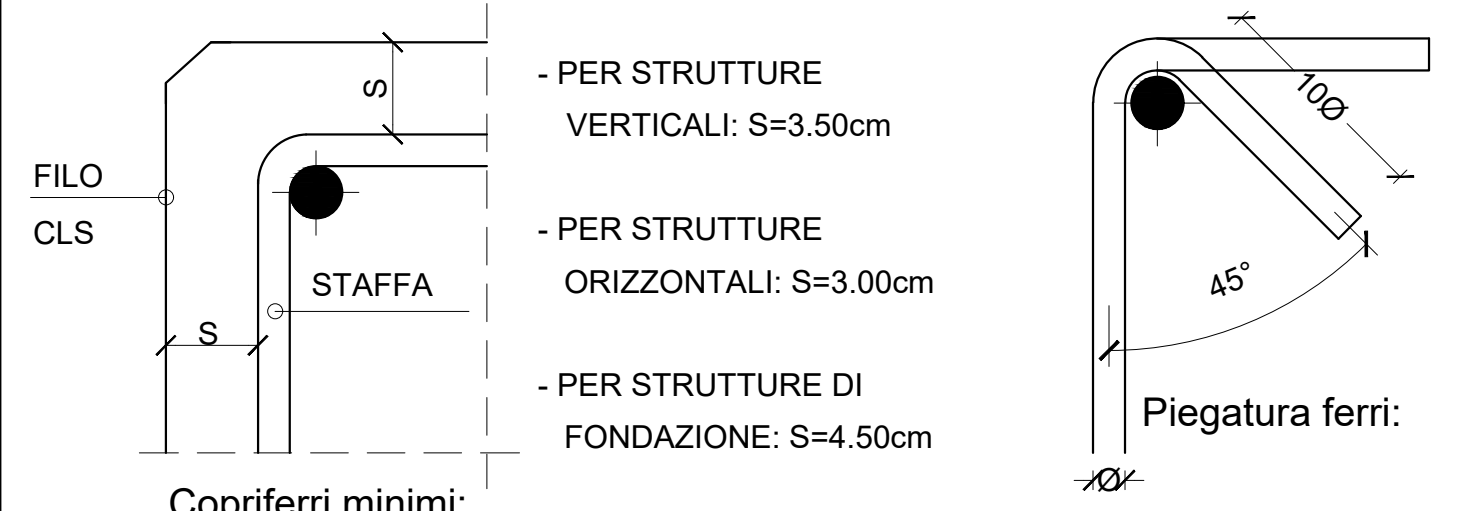 S
FILO
CLS
STAFFA
S
Copriferri minimi:
- PER STRUTTURE
VERTICALI: S=3.50cm
- PER STRUTTURE
ORIZZONTALI: S=3.00cm
- PER STRUTTURE DI
FONDAZIONE: S=4.50cm
10Ø
45°
Piegatura ferri:
Ø